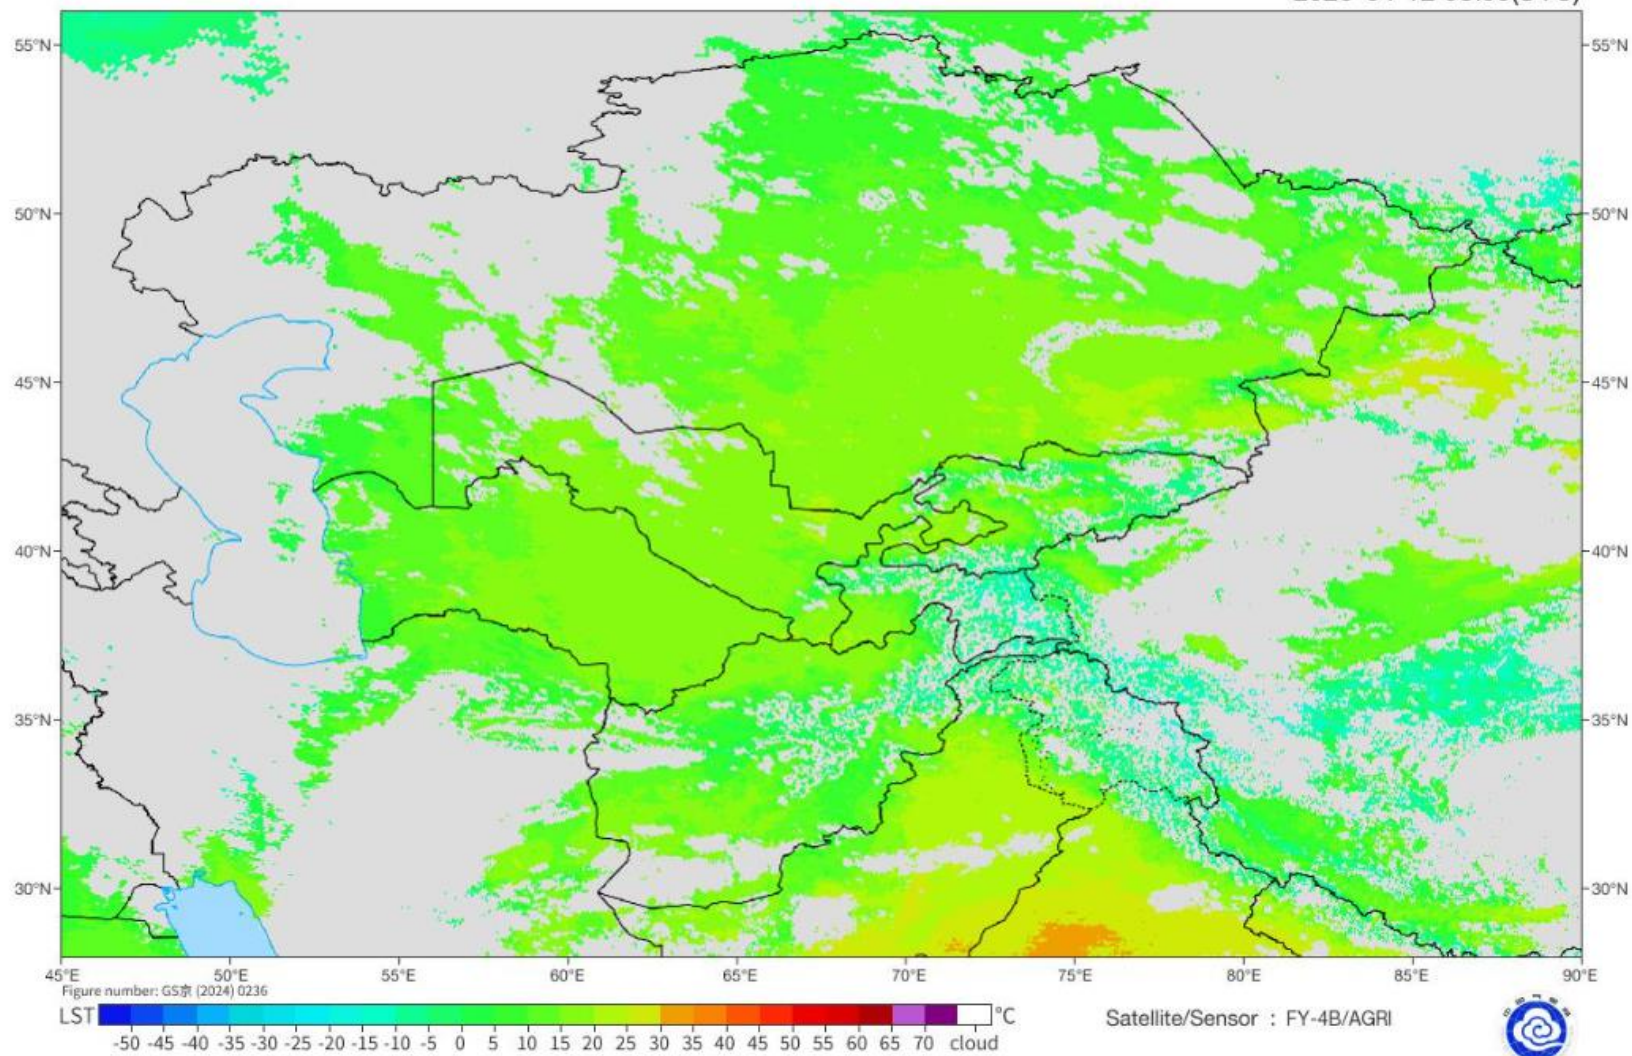 55°N 55°N
50°N 50°N
45°N 45°N
40°N 40°N
35°N 35°N
30°N 30°N
45°E 50°E 55°E 60°E 65°E 70°E 75°E 80°E 85°E 90°E
Figure number: GS京 (2024) 0236
LST °C
-50 -45 -40 -35 -30 -25 -20 -15 -10 -5 0 5 10 15 20 25 30 35 40 45 50 55 60 65 70 cloud
Satellite/Sensor : FY-4B/AGRI